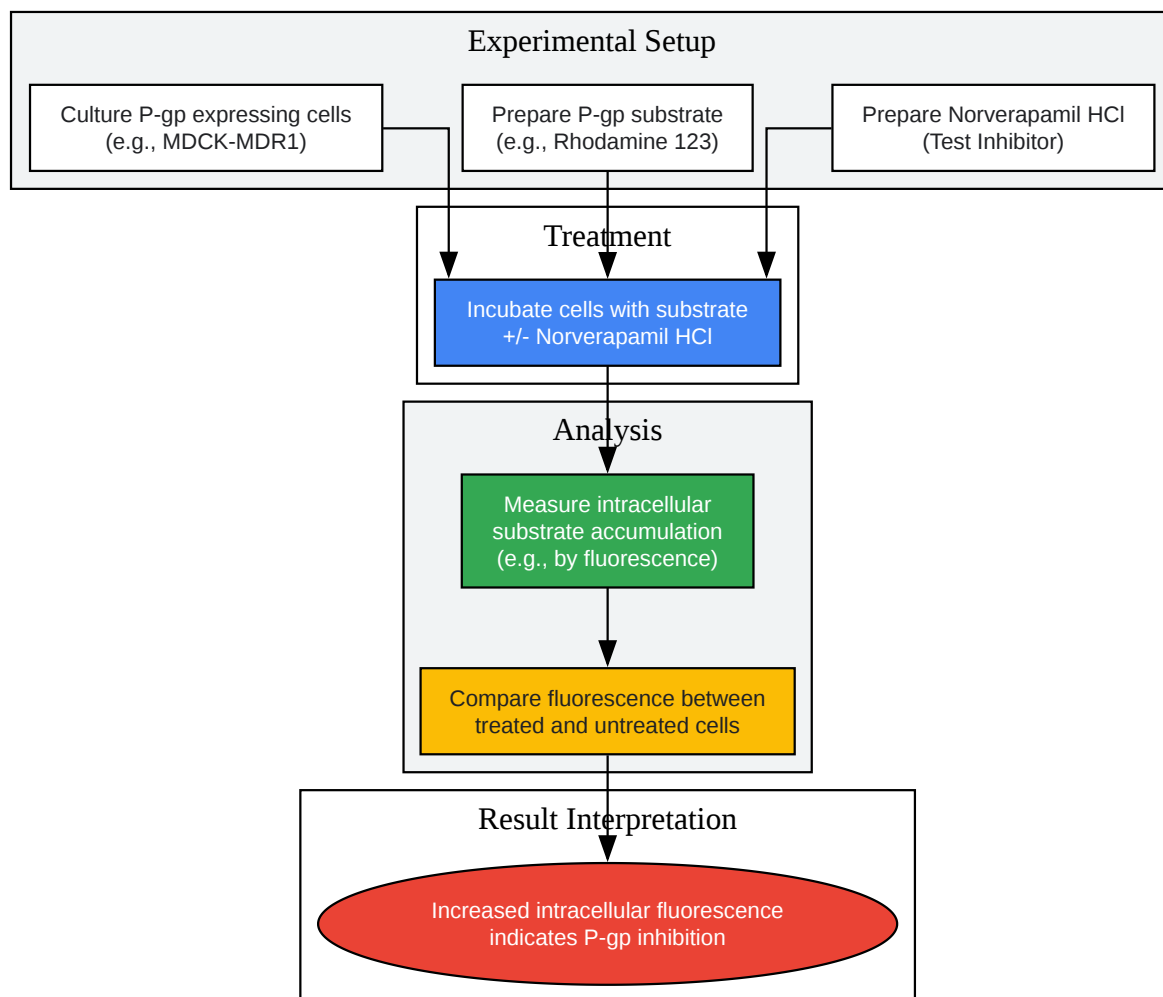 Experimental Setup
Culture P-gp expressing cells
(e.g., MDCK-MDR1)
Prepare P-gp substrate
(e.g., Rhodamine 123)
Prepare Norverapamil HCl
(Test Inhibitor)
Treatment
Incubate cells with substrate
+/- Norverapamil HCl
Analysis
Measure intracellular
substrate accumulation
(e.g., by fluorescence)
Compare fluorescence between
treated and untreated cells
Result Interpretation
Increased intracellular fluorescence
indicates P-gp inhibition